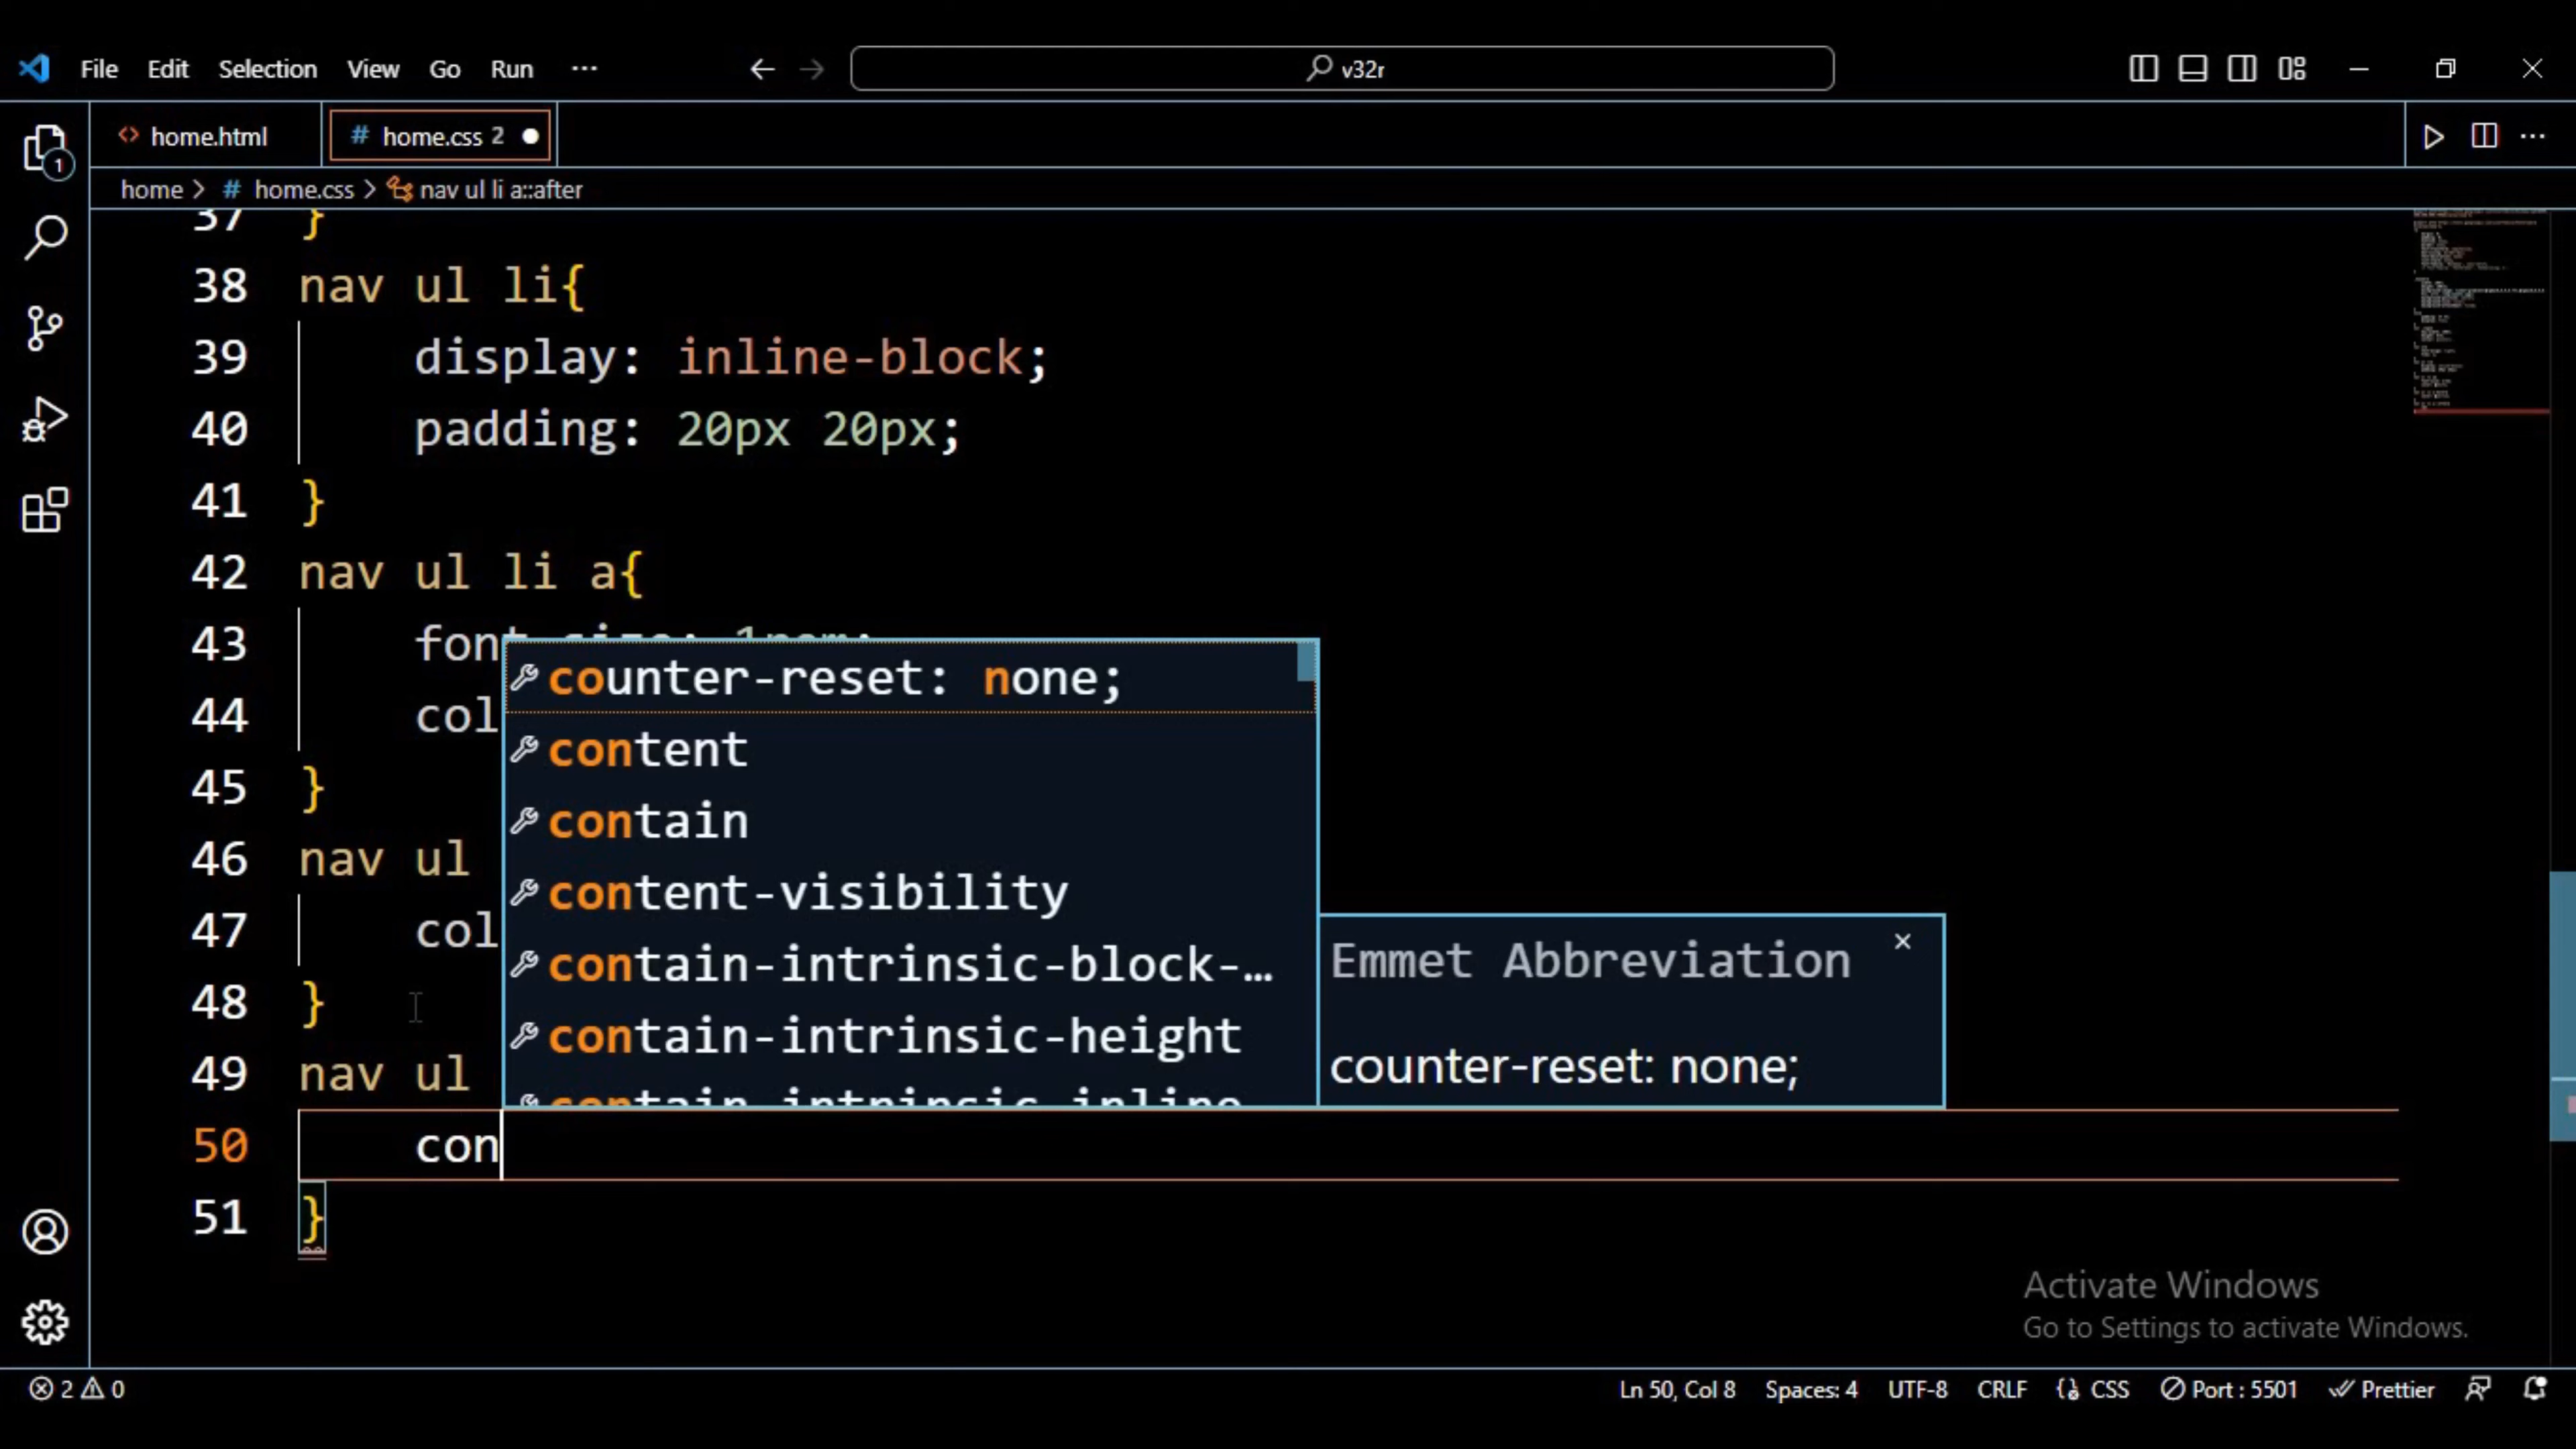 File Edit Selection View Go Run ···
v32r
home.html
# home.css 2
home > # home.css > nav ul li a::after
37 }
38 nav ul li{
39 display: inline-block;
40 padding: 20px 20px;
41 }
42 nav ul li a{
43 font-size:
44 col
45 }
46 nav ul
47 col
48 }
49 nav ul
50 con
51 }
counter-reset: none;
content
contain
content-visibility
contain-intrinsic-block-…
contain-intrinsic-height
contain-intrinsic-inline
Emmet Abbreviation
counter-reset: none;
1
Activate Windows
Go to Settings to activate Windows.
2 0
Ln 50, Col 8 Spaces: 4 UTF-8 CRLF CSS Port : 5501 Prettier